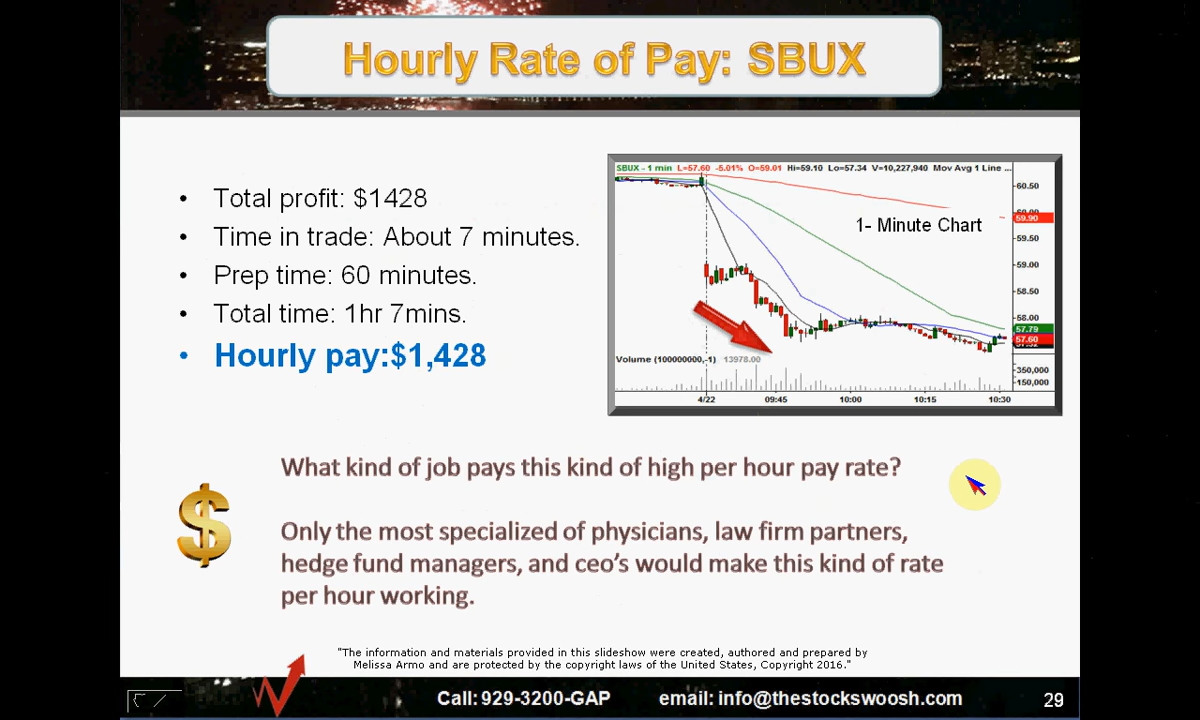 Hourly Rate of Pay: SBUX
• Total profit: $1428
• Time in trade: About 7 minutes.
• Prep time: 60 minutes.
• Total time: 1hr 7mins.
• Hourly pay:$1,428
SBUX - 1 min L=57.60 -5.01% O=59.01 Hi=59.10 Lo=57.34 V=10,227,940 Mov Avg 1 Line ...
1- Minute Chart
60.50
59.90
59.50
59.00
58.50
58.00
57.79
57.60
Volume (100000000,-1) 13978.00
350,000
150,000
4/22 09:45 10:00 10:15 10:30
What kind of job pays this kind of high per hour pay rate?
$
Only the most specialized of physicians, law firm partners,
hedge fund managers, and ceo's would make this kind of rate
per hour working.
"The information and materials provided in this slideshow were created, authored and prepared by
Melissa Armo and are protected by the copyright laws of the United States, Copyright 2016."
Call: 929-3200-GAP email: info@thestockswoosh.com 29